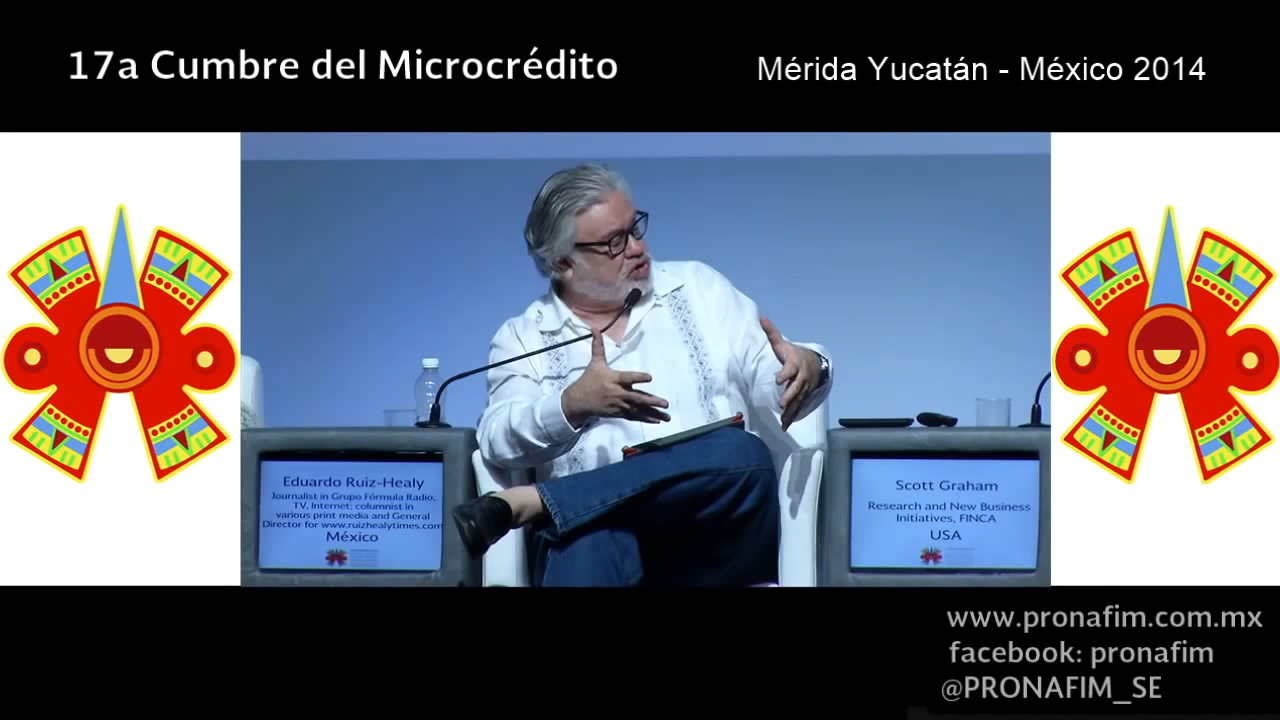 17a Cumbre del Microcrédito
Mérida Yucatán - México 2014
Eduardo Ruiz-Healy
Journalist in Grupo Fórmula Radio,
TV, Internet; columnist in
various print media and General
Director for www.ruizhealytimes.com
México
Scott Graham
Research and New Business
Initiatives, FINCA
USA
www.pronafim.com.mx
facebook: pronafim
@PRONAFIM_SE